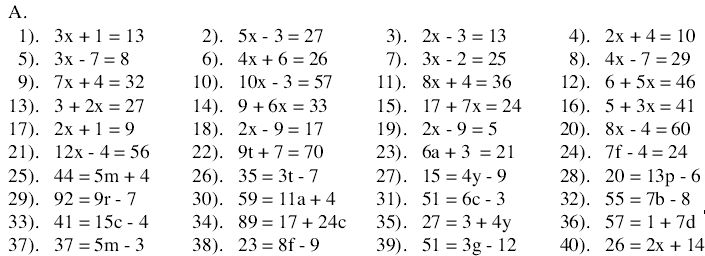 A.
1). 3x + 1 = 13 2). 5x - 3 = 27 3). 2x - 3 = 13 4). 2x + 4 = 10
5). 3x - 7 = 8 6). 4x + 6 = 26 7). 3x - 2 = 25 8). 4x - 7 = 29
9). 7x + 4 = 32 10). 10x - 3 = 57 11). 8x + 4 = 36 12). 6 + 5x = 46
13). 3 + 2x = 27 14). 9 + 6x = 33 15). 17 + 7x = 24 16). 5 + 3x = 41
17). 2x + 1 = 9 18). 2x - 9 = 17 19). 2x - 9 = 5 20). 8x - 4 = 60
21). 12x - 4 = 56 22). 9t + 7 = 70 23). 6a + 3 = 21 24). 7f - 4 = 24
25). 44 = 5m + 4 26). 35 = 3t - 7 27). 15 = 4y - 9 28). 20 = 13p - 6
29). 92 = 9r - 7 30). 59 = 11a + 4 31). 51 = 6c - 3 32). 55 = 7b - 8
33). 41 = 15c - 4 34). 89 = 17 + 24c 35). 27 = 3 + 4y 36). 57 = 1 + 7d
37). 37 = 5m - 3 38). 23 = 8f - 9 39). 51 = 3g - 12 40). 26 = 2x + 14